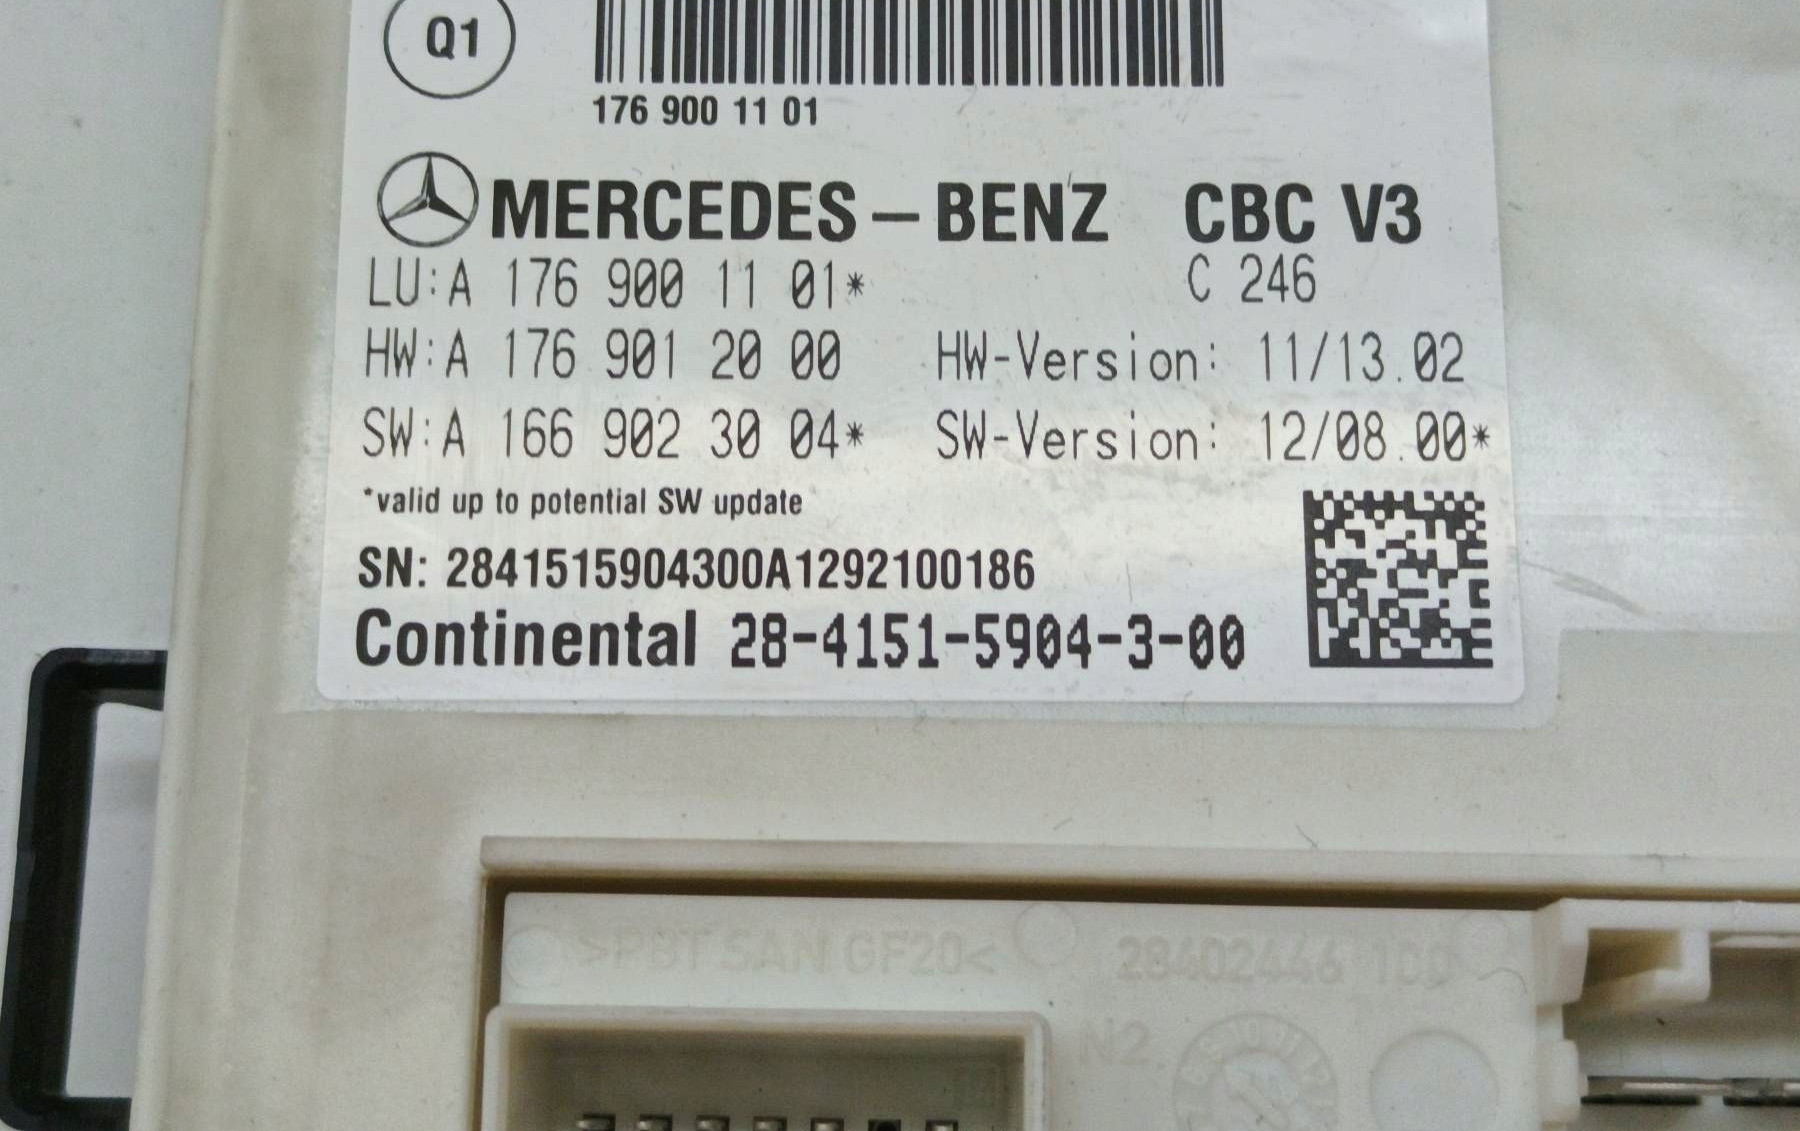 Q1
176 900 11 01
MERCEDES-BENZ CBC V3
LU:A 176 900 11 01* C 246
HW:A 176 901 20 00 HW-Version: 11/13.02
SW:A 166 902 30 04* SW-Version: 12/08.00*
*valid up to potential SW update
SN: 2841515904300A1292100186
Continental 28-4151-5904-3-00
>PBT SAN GF20<
28402446
N2